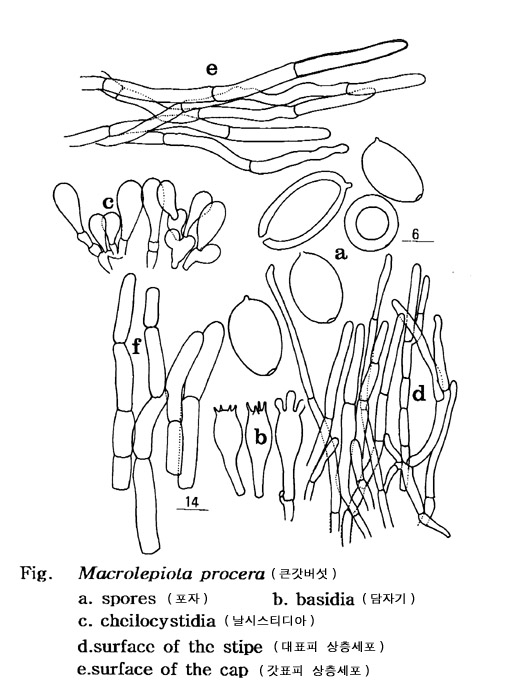 e
c
6
a
f
d
b
14
Fig. Macrolepiota procera (큰갓버섯)
a. spores (포자) b. basidia (담자기)
c. cheilocystidia (날시스티디아)
d.surface of the stipe (대표피 상층세포)
e.surface of the cap (갓표피 상층세포)